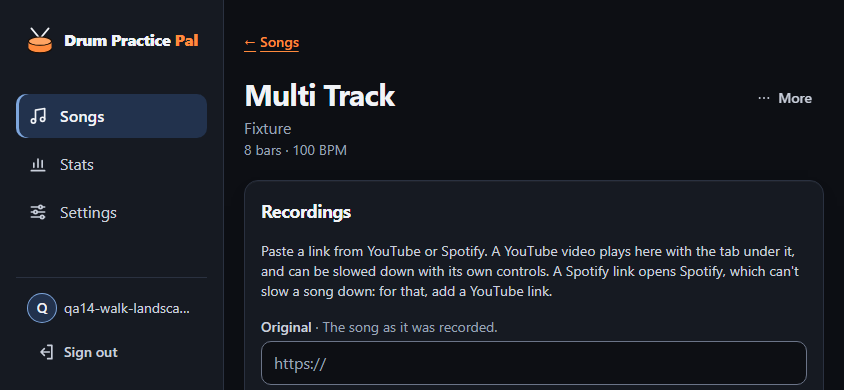 Drum Practice Pal
Songs
Stats
Settings
Q qa14-walk-landsca...
Sign out
← Songs
Multi Track
··· More
Fixture
8 bars · 100 BPM
Recordings
Paste a link from YouTube or Spotify. A YouTube video plays here with the tab under it,
and can be slowed down with its own controls. A Spotify link opens Spotify, which can't
slow a song down: for that, add a YouTube link.
Original · The song as it was recorded.
https://